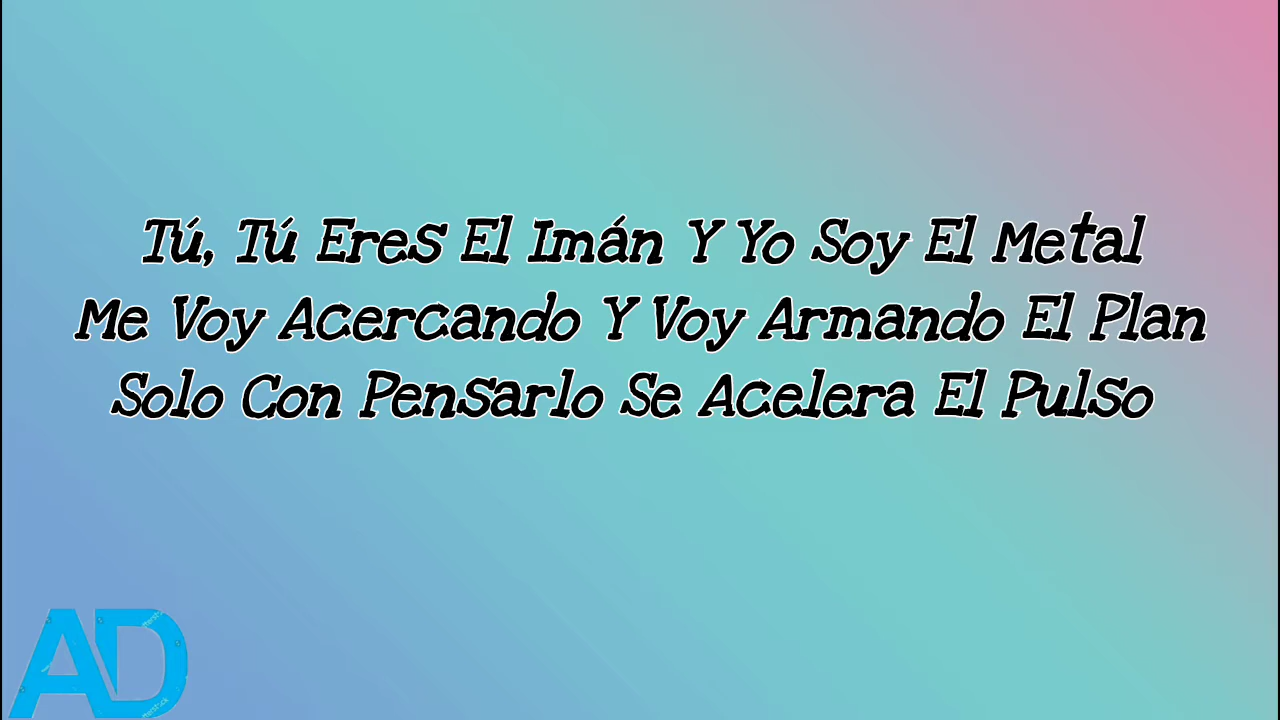 Tú, Tú Eres El Imán Y Yo Soy El Metal
Me Voy Acercando Y Voy Armando El Plan
Solo Con Pensarlo Se Acelera El Pulso
AD